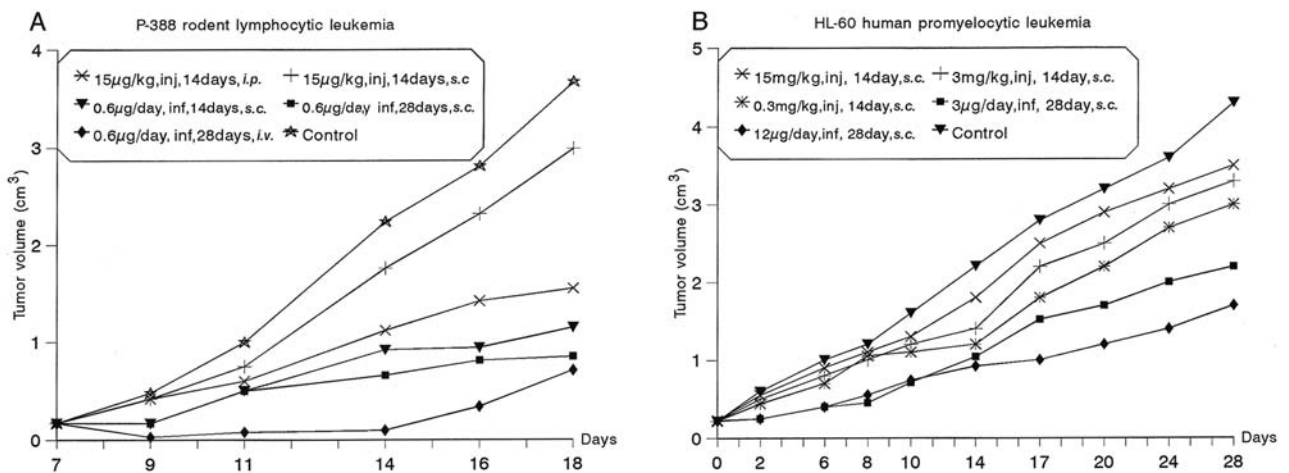 A
P-388 rodent lymphocytic leukemia
4
3
2
1
0
Tumor volume (cm3)
15µg/kg,inj,14days,i.p.
15µg/kg,inj,14days,s.c
0.6µg/day, inf,14days,s.c.
0.6µg/day inf,28days,s.c.
0.6µg/day, inf,28days,i.v.
Control
7
9
11
14
16
18
Days
B
HL-60 human promyelocytic leukemia
5
4
3
2
1
0
Tumor volume (cm3)
15mg/kg,inj, 14day,s.c.
3mg/kg,inj, 14day,s.c.
0.3mg/kg,inj, 14day,s.c.
3µg/day,inf, 28day,s.c.
12µg/day,inf, 28day,s.c.
Control
0
2
6
8
10
14
17
20
24
28
Days